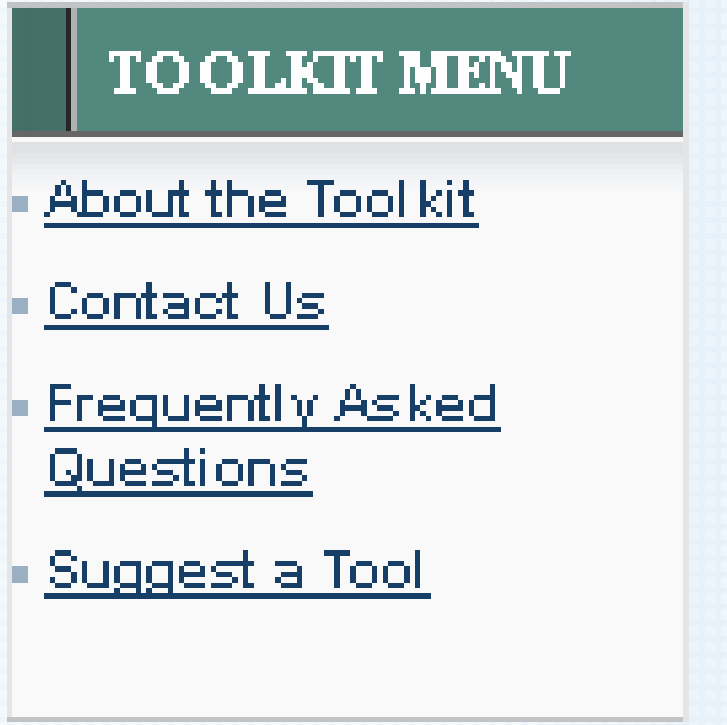 TOOLKIT MENU
About the Toolkit
Contact Us
Frequently Asked
Questions
Suggest a Tool